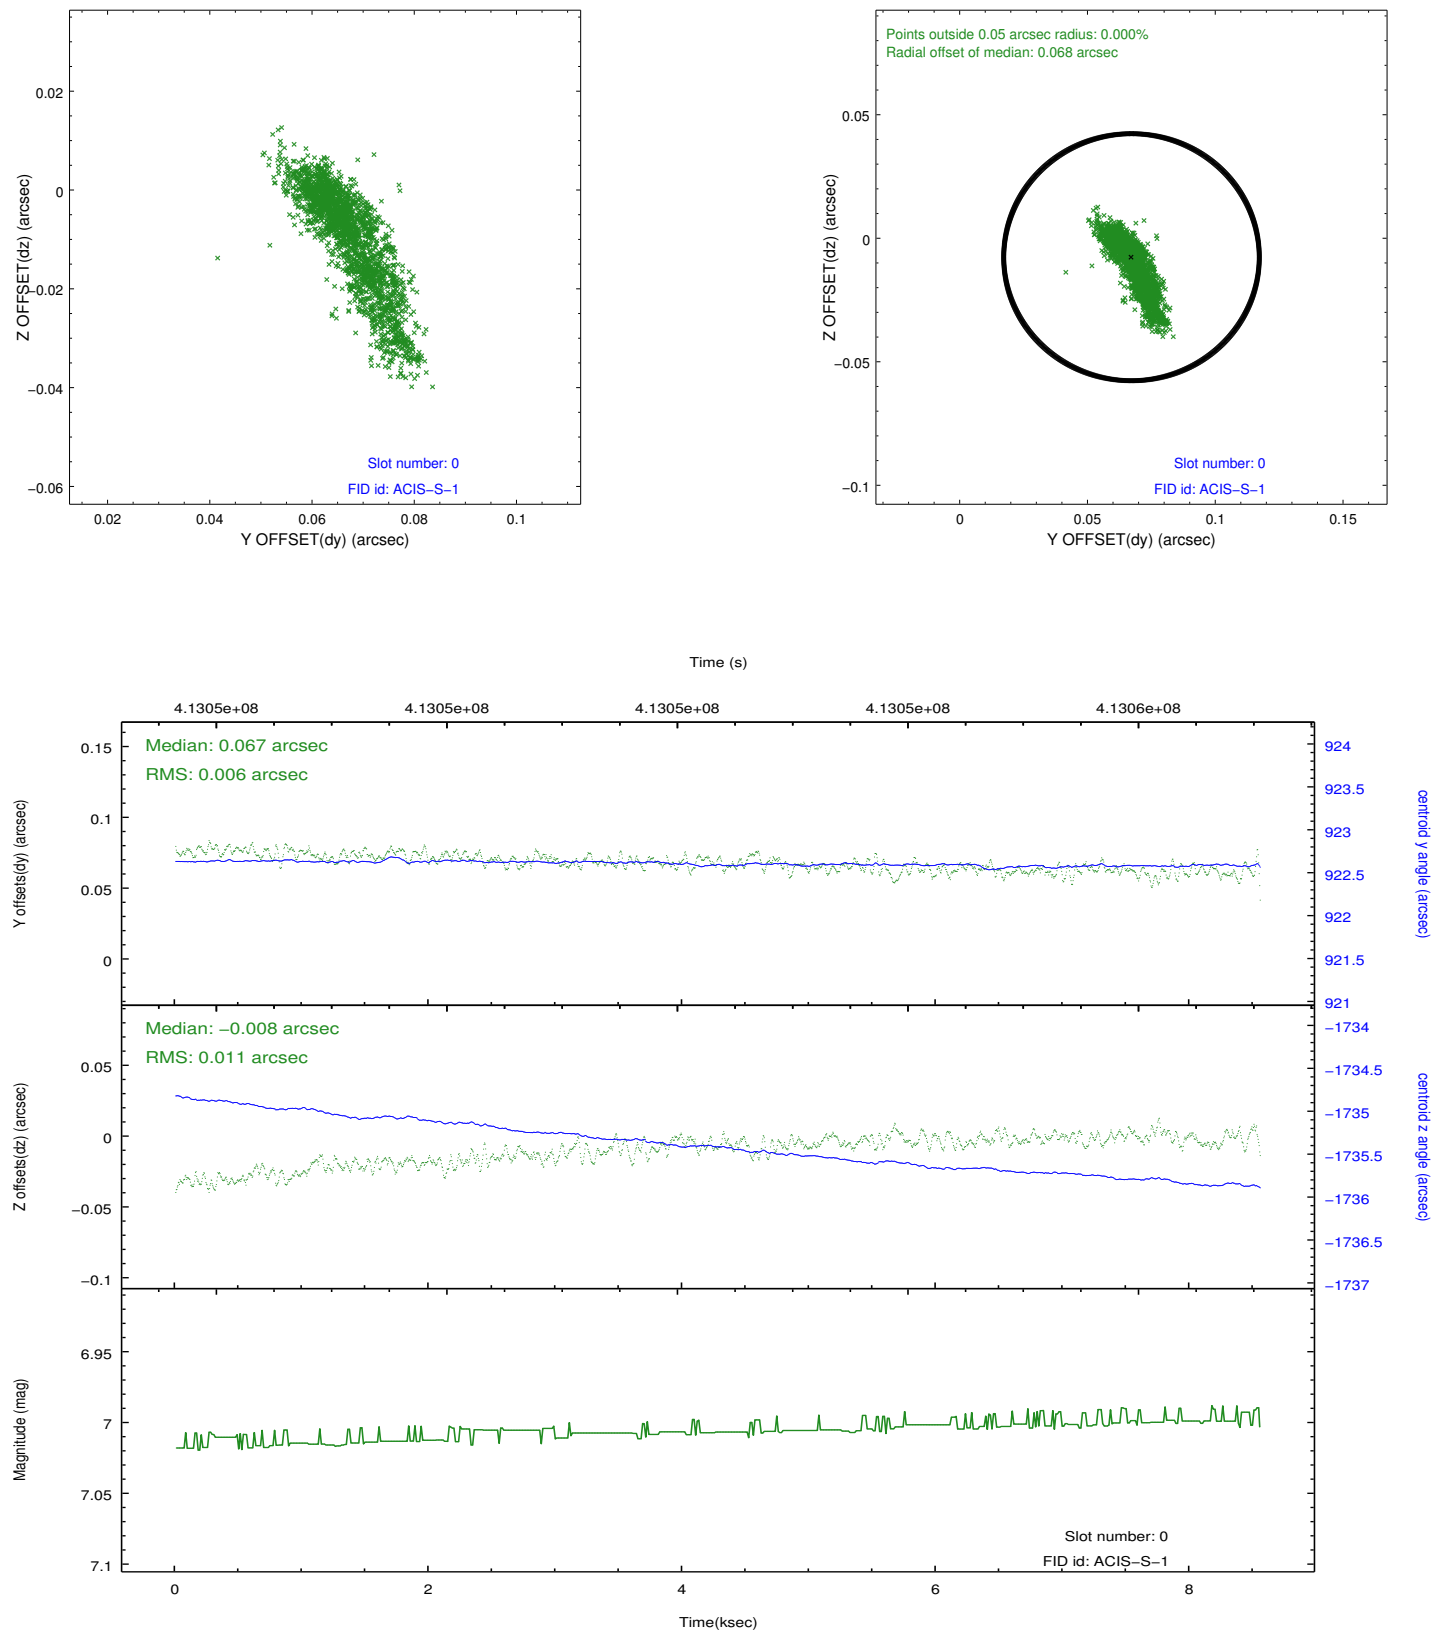 0.02
0
−0.02
−0.04
−0.06
Z OFFSET(dz) (arcsec)
Slot number: 0
FID id: ACIS−S−1
0.02 0.04 0.06 0.08 0.1
Y OFFSET(dy) (arcsec)
Points outside 0.05 arcsec radius: 0.000%
Radial offset of median: 0.068 arcsec
0.05
0
−0.05
−0.1
Z OFFSET(dz) (arcsec)
Slot number: 0
FID id: ACIS−S−1
0 0.05 0.1 0.15
Y OFFSET(dy) (arcsec)
Time (s)
4.1305e+08 4.1305e+08 4.1305e+08 4.1305e+08 4.1306e+08
Median: 0.067 arcsec
RMS: 0.006 arcsec
0.15
0.1
0.05
0
Y offsets(dy) (arcsec)
924
923.5
923
922.5
922
921.5
921
centroid y angle (arcsec)
Median: −0.008 arcsec
RMS: 0.011 arcsec
0.05
0
−0.05
−0.1
Z offsets(dz) (arcsec)
−1734
−1734.5
−1735
−1735.5
−1736
−1736.5
−1737
centroid z angle (arcsec)
6.95
7
7.05
7.1
Magnitude (mag)
Slot number: 0
FID id: ACIS−S−1
0 2 4 6 8
Time(ksec)